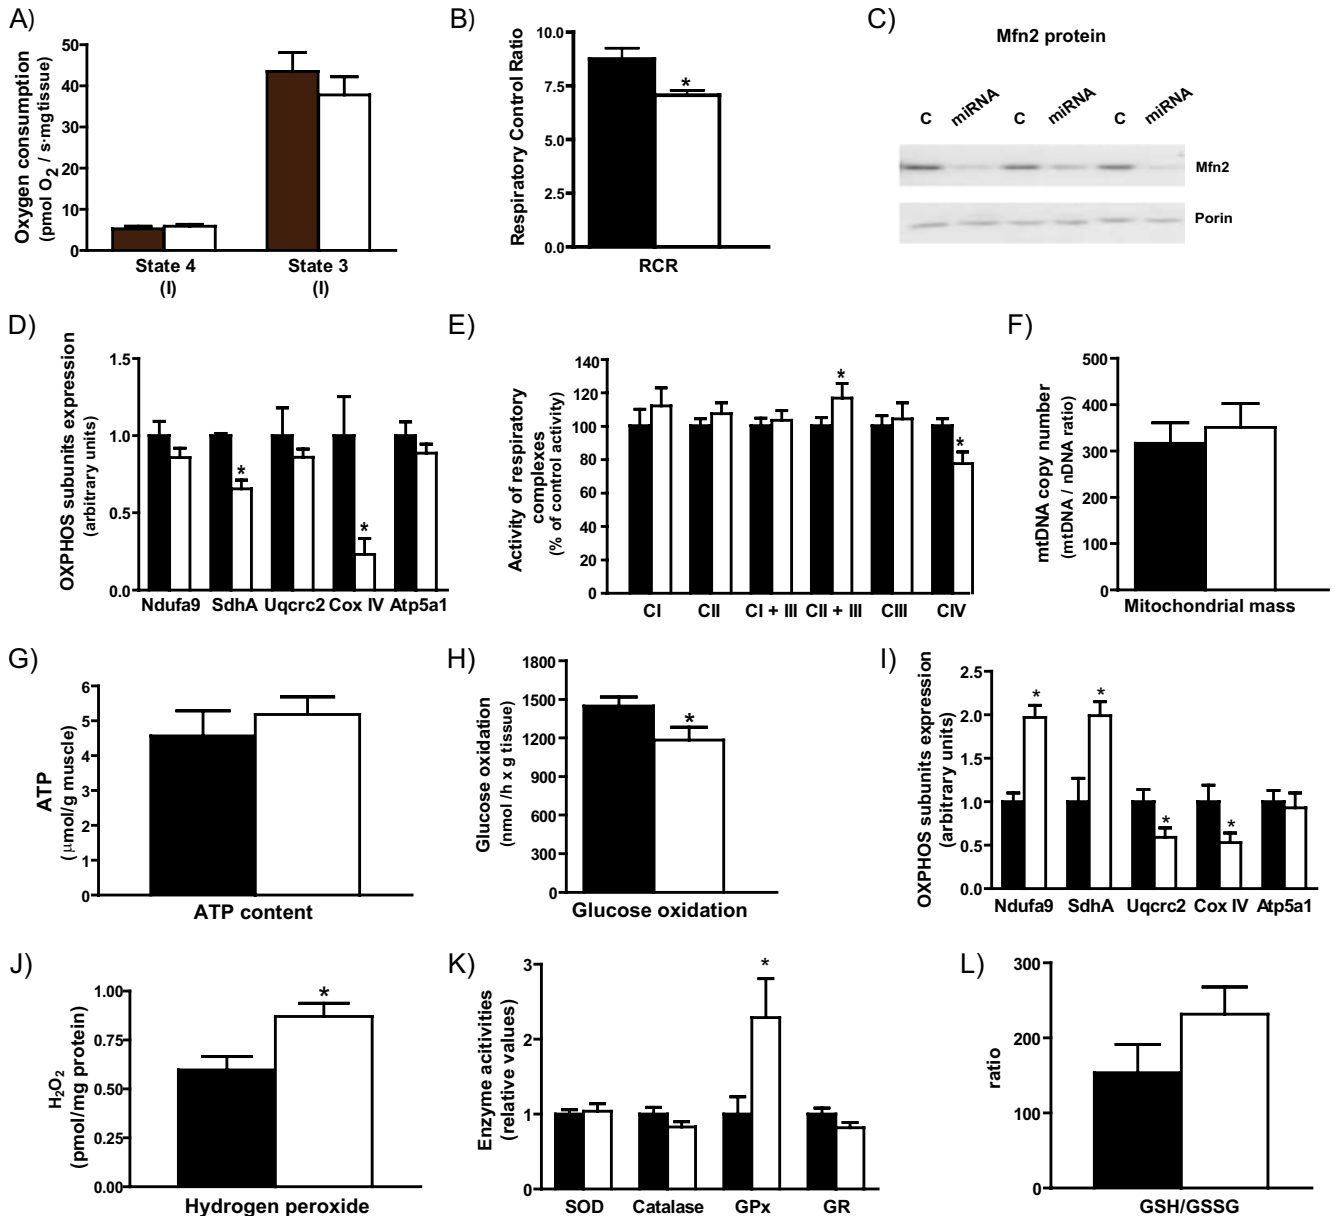 A)
Oxygen consumption
(pmol O2 / s·mgtissue)
50
40
30
20
10
0
State 4
(I)
State 3
(I)
B)
Respiratory Control Ratio
10.0
7.5
5.0
2.5
0.0
*
RCR
C)
Mfn2 protein
C miRNA C miRNA C miRNA
Mfn2
Porin
D)
OXPHOS subunits expression
(arbitrary units)
1.5
1.0
0.5
0.0
*
*
Ndufa9 SdhA Uqcrc2 Cox IV Atp5a1
E)
Activity of respiratory
complexes
(% of control activity)
140
120
100
80
60
40
20
0
*
*
CI CII CI + III CII + III CIII CIV
F)
mtDNA copy number
(mtDNA / nDNA ratio)
500
400
300
200
100
0
Mitochondrial mass
G)
ATP
(μmol/g muscle)
6
5
4
3
2
1
0
ATP content
H)
Glucose oxidation
(nmol /h x g tissue)
1800
1500
1200
900
600
300
0
*
Glucose oxidation
I)
OXPHOS subunits expression
(arbitrary units)
2.5
2.0
1.5
1.0
0.5
0.0
* *
* *
Ndufa9 SdhA Uqcrc2 Cox IV Atp5a1
J)
H2O2
(pmol/mg protein)
1.00
0.75
0.50
0.25
0.00
*
Hydrogen peroxide
K)
Enzyme acitivities
(relative values)
3
2
1
0
*
SOD Catalase GPx GR
L)
ratio
300
200
100
0
GSH/GSSG